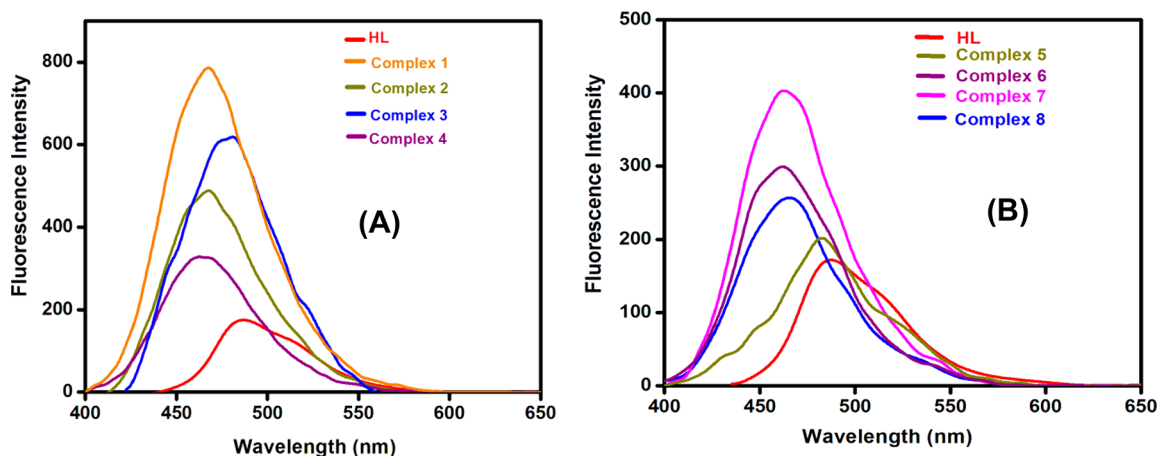 HL
Complex 1
Complex 2
Complex 3
Complex 4
(A)
Fluorescence Intensity
800
600
400
200
0
400 450 500 550 600 650
Wavelength (nm)
HL
Complex 5
Complex 6
Complex 7
Complex 8
(B)
Fluorescence Intensity
500
400
300
200
100
0
400 450 500 550 600 650
Wavelength (nm)